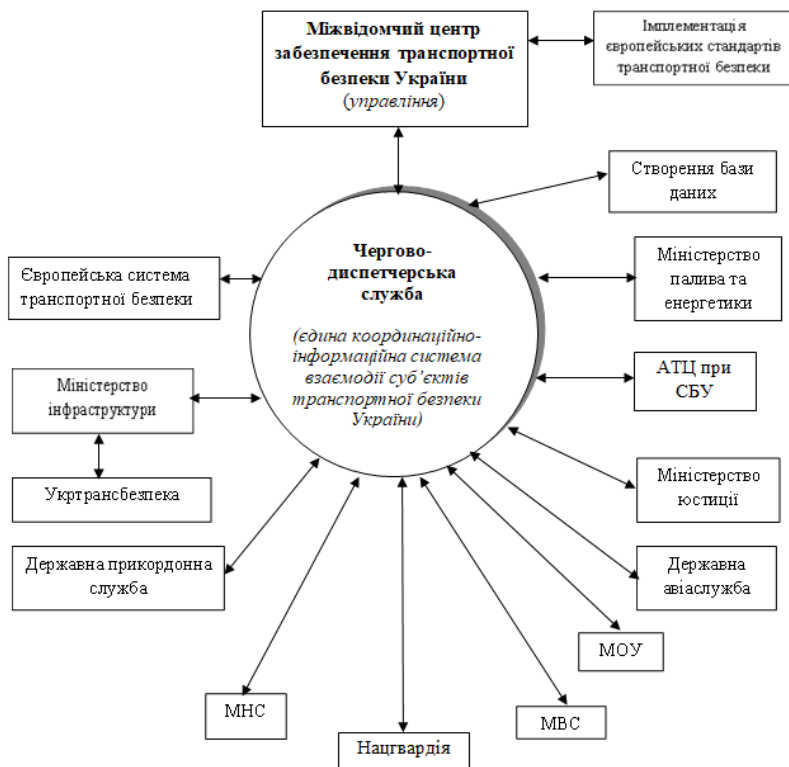 Міжвідомчий центр
забезпечення транспортної
безпеки України
(управління)
Імплементація
європейських стандартів
транспортної безпеки
Створення бази
даних
Чергово-
диспетчерська
служба
(єдина координаційно-
інформаційна система
взаємодії суб’єктів
транспортної безпеки
України)
Європейська система
транспортної безпеки
Міністерство
палива та
енергетики
Міністерство
інфраструктури
АТЦ при
СБУ
Укртрансбезпека
Міністерство
юстиції
Державна прикордонна
служба
Державна
авіаслужба
МОУ
МНС
МВС
Нацгвардія